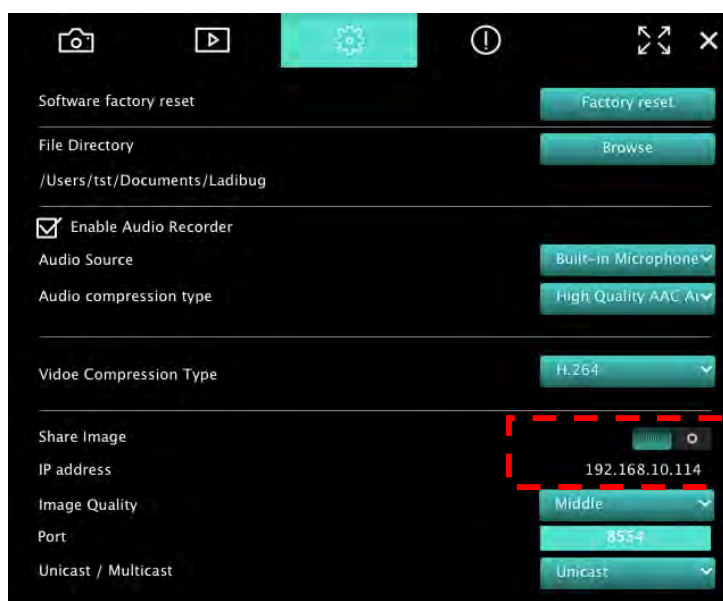 Software factory reset
Factory reset
File Directory
Browse
/Users/tst/Documents/Ladibug
Enable Audio Recorder
Audio Source
Built-in Microphone
Audio compression type
High Quality AAC Au
Vidoe Compression Type
H.264
Share Image
IP address
192.168.10.114
Image Quality
Middle
Port
8554
Unicast / Multicast
Unicast